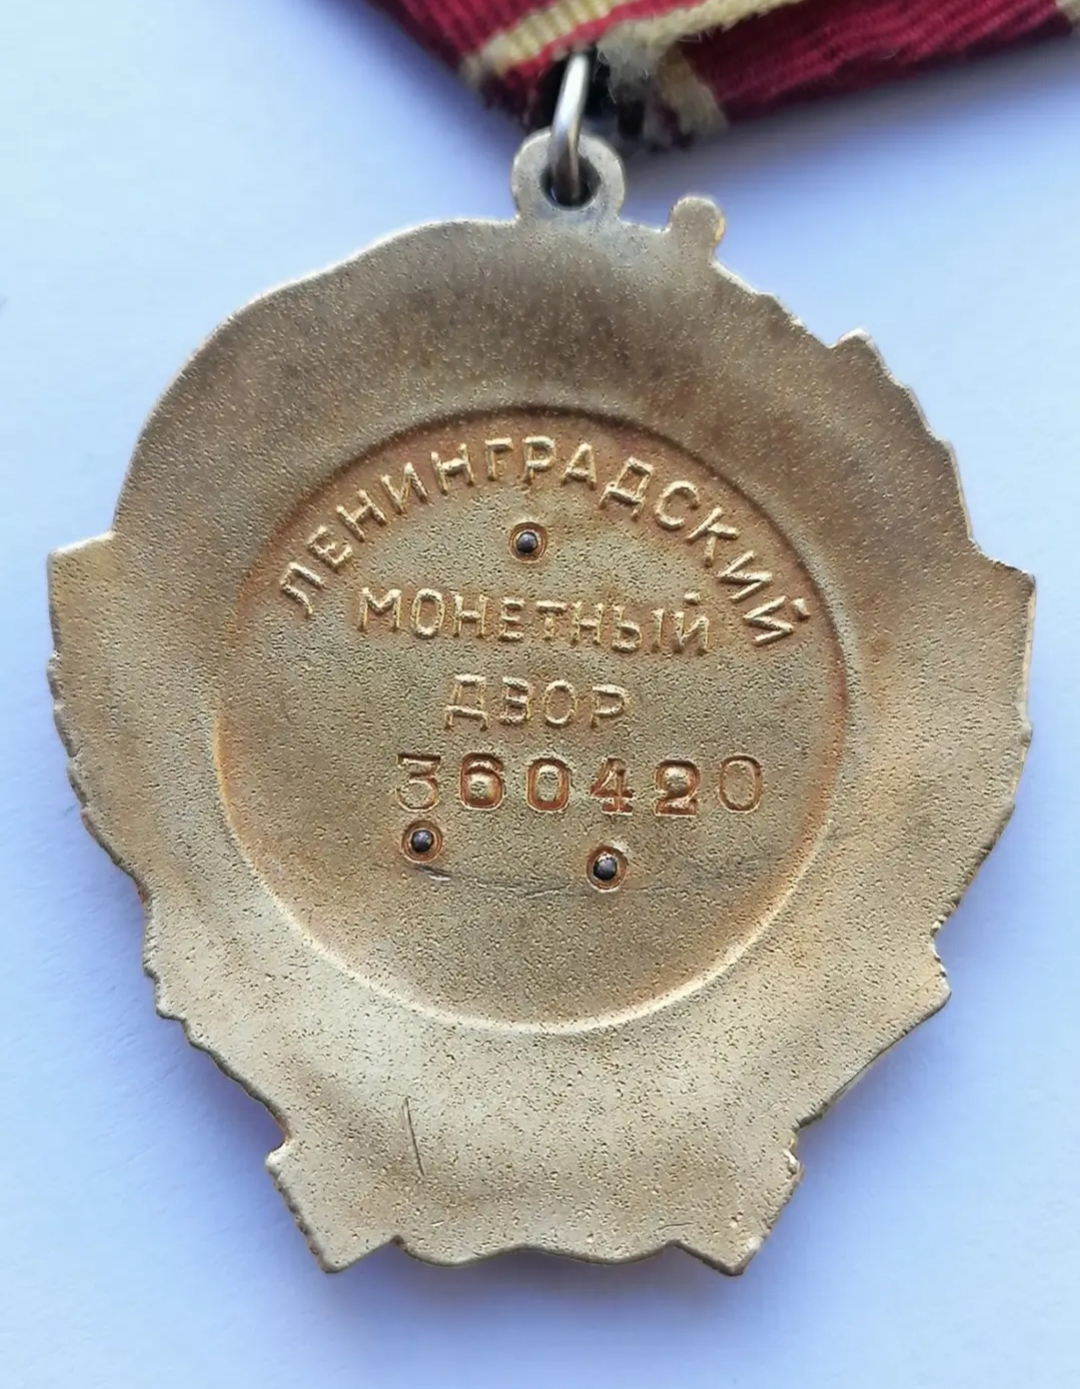 ЛЕНИНГРАДСКИЙ
МОНЕТНЫЙ
ДВОР
360420